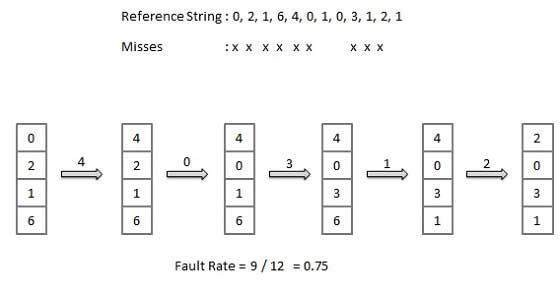 Reference String : 0, 2, 1, 6, 4, 0, 1, 0, 3, 1, 2, 1
Misses : x x x x x x x x x
0 4 4 4 4 2
4 0 3 1 2
2 2 0 0 0 0
1 1 1 3 3 3
6 6 6 6 1 1
Fault Rate = 9 / 12 = 0.75